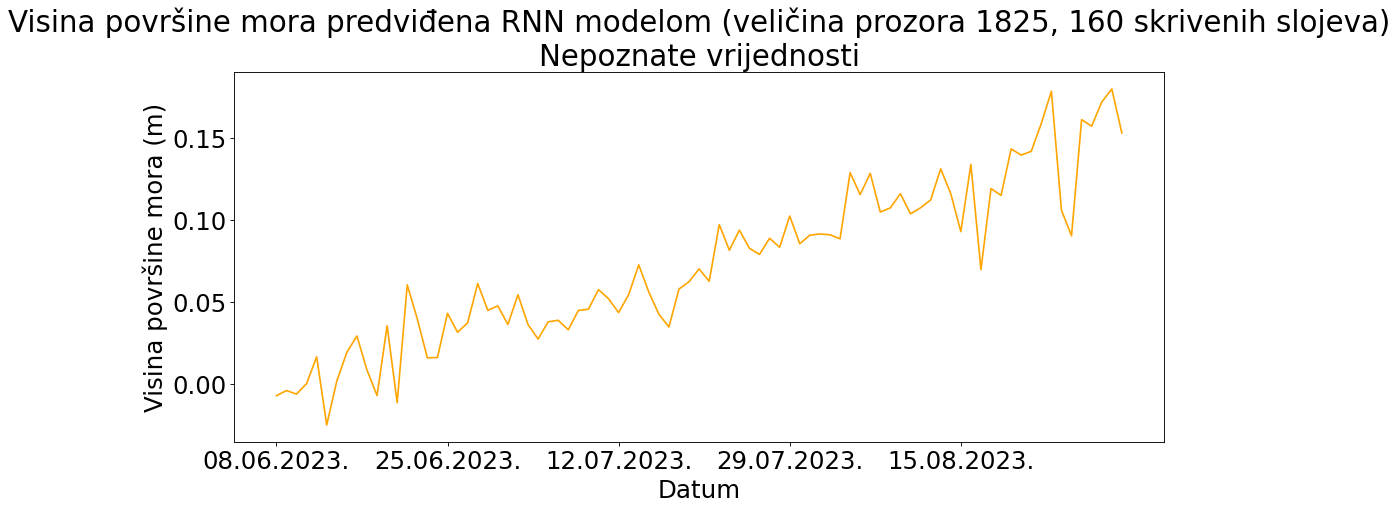 Visina površine mora predviđena RNN modelom (veličina prozora 1825, 160 skrivenih slojeva)
Nepoznate vrijednosti
Visina površine mora (m)
0.15
0.10
0.05
0.00
08.06.2023. 25.06.2023. 12.07.2023. 29.07.2023. 15.08.2023.
Datum